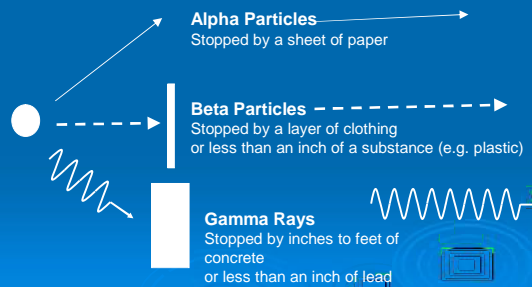 Alpha Particles
Stopped by a sheet of paper
Beta Particles
Stopped by a layer of clothing
or less than an inch of a substance (e.g. plastic)
Gamma Rays
Stopped by inches to feet of
concrete
or less than an inch of lead